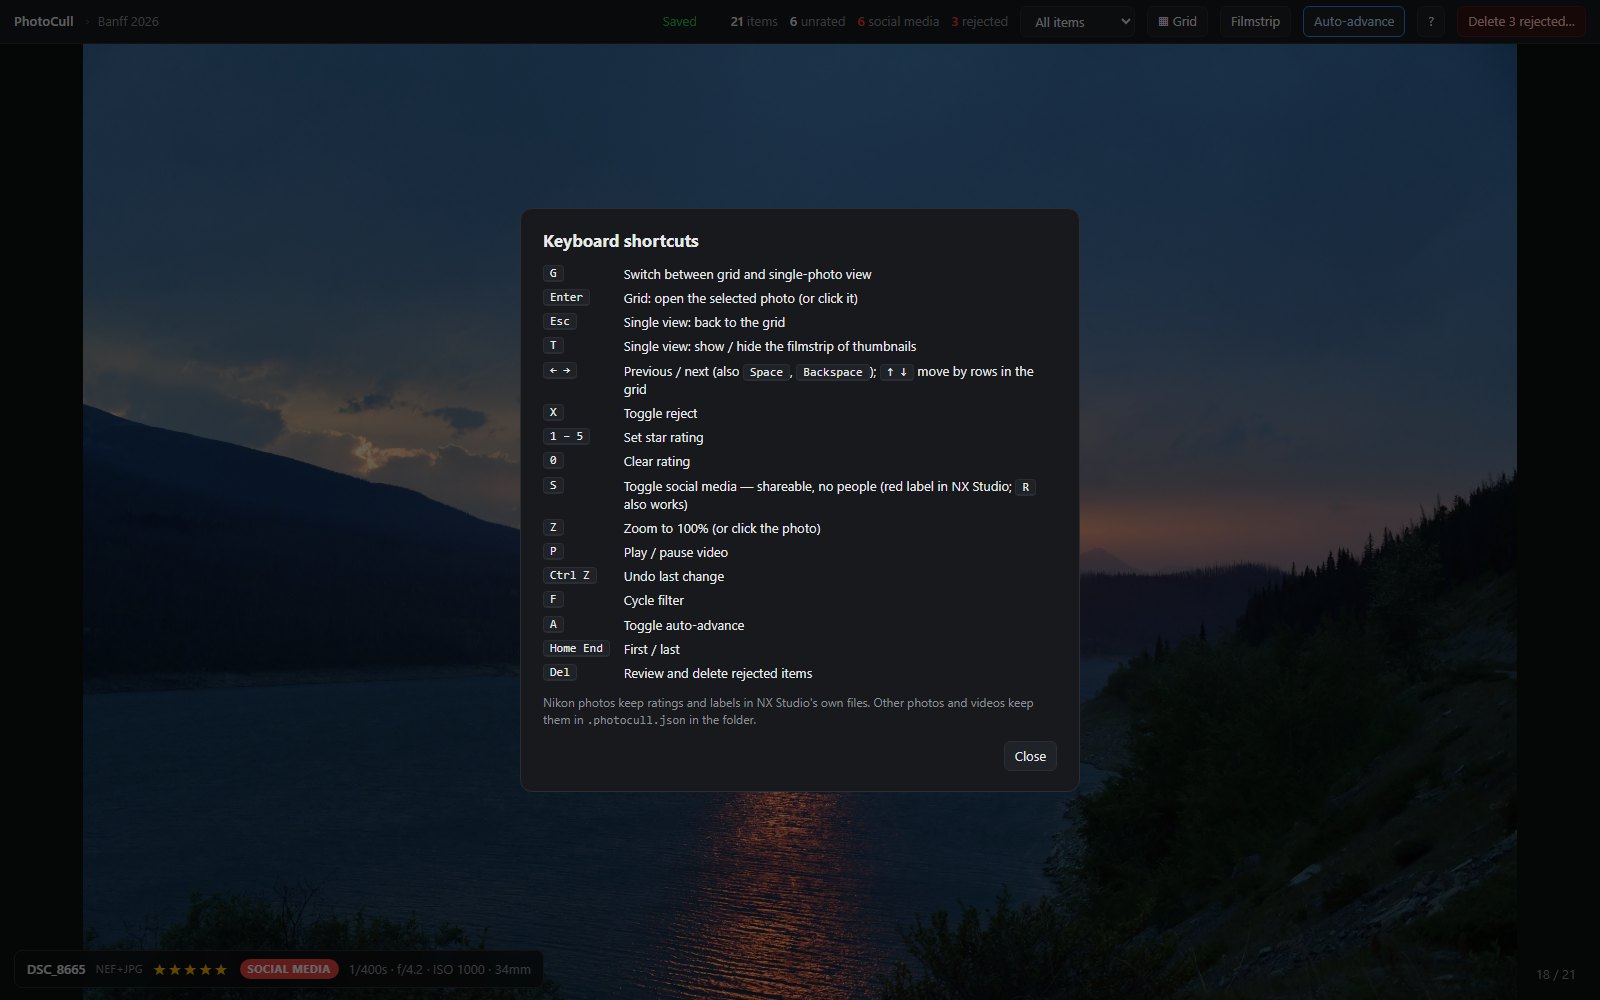 PhotoCull › Banff 2026 Saved 21 items 6 unrated 6 social media 3 rejected All items ▦ Grid Filmstrip Auto-advance ? Delete 3 rejected...
Keyboard shortcuts
G Switch between grid and single-photo view
Enter Grid: open the selected photo (or click it)
Esc Single view: back to the grid
T Single view: show / hide the filmstrip of thumbnails
← → Previous / next (also Space, Backspace); ↑ ↓ move by rows in the
grid
X Toggle reject
1 – 5 Set star rating
0 Clear rating
S Toggle social media — shareable, no people (red label in NX Studio; R
also works)
Z Zoom to 100% (or click the photo)
P Play / pause video
Ctrl Z Undo last change
F Cycle filter
A Toggle auto-advance
Home End First / last
Del Review and delete rejected items
Nikon photos keep ratings and labels in NX Studio's own files. Other photos and videos keep
them in .photocull.json in the folder.
Close
DSC_8665 NEF+JPG ★★★★★ SOCIAL MEDIA 1/400s · f/4.2 · ISO 1000 · 34mm
18 / 21